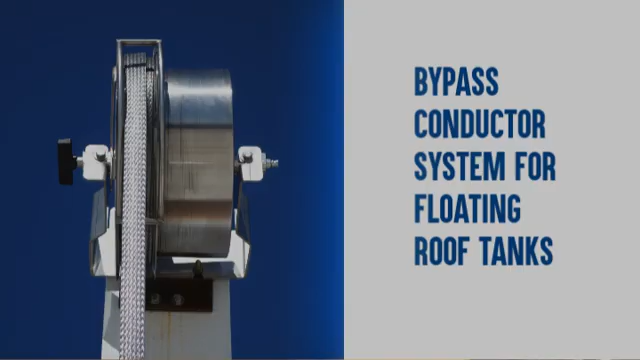 BYPASS
CONDUCTOR
SYSTEM FOR
FLOATING
ROOF TANKS